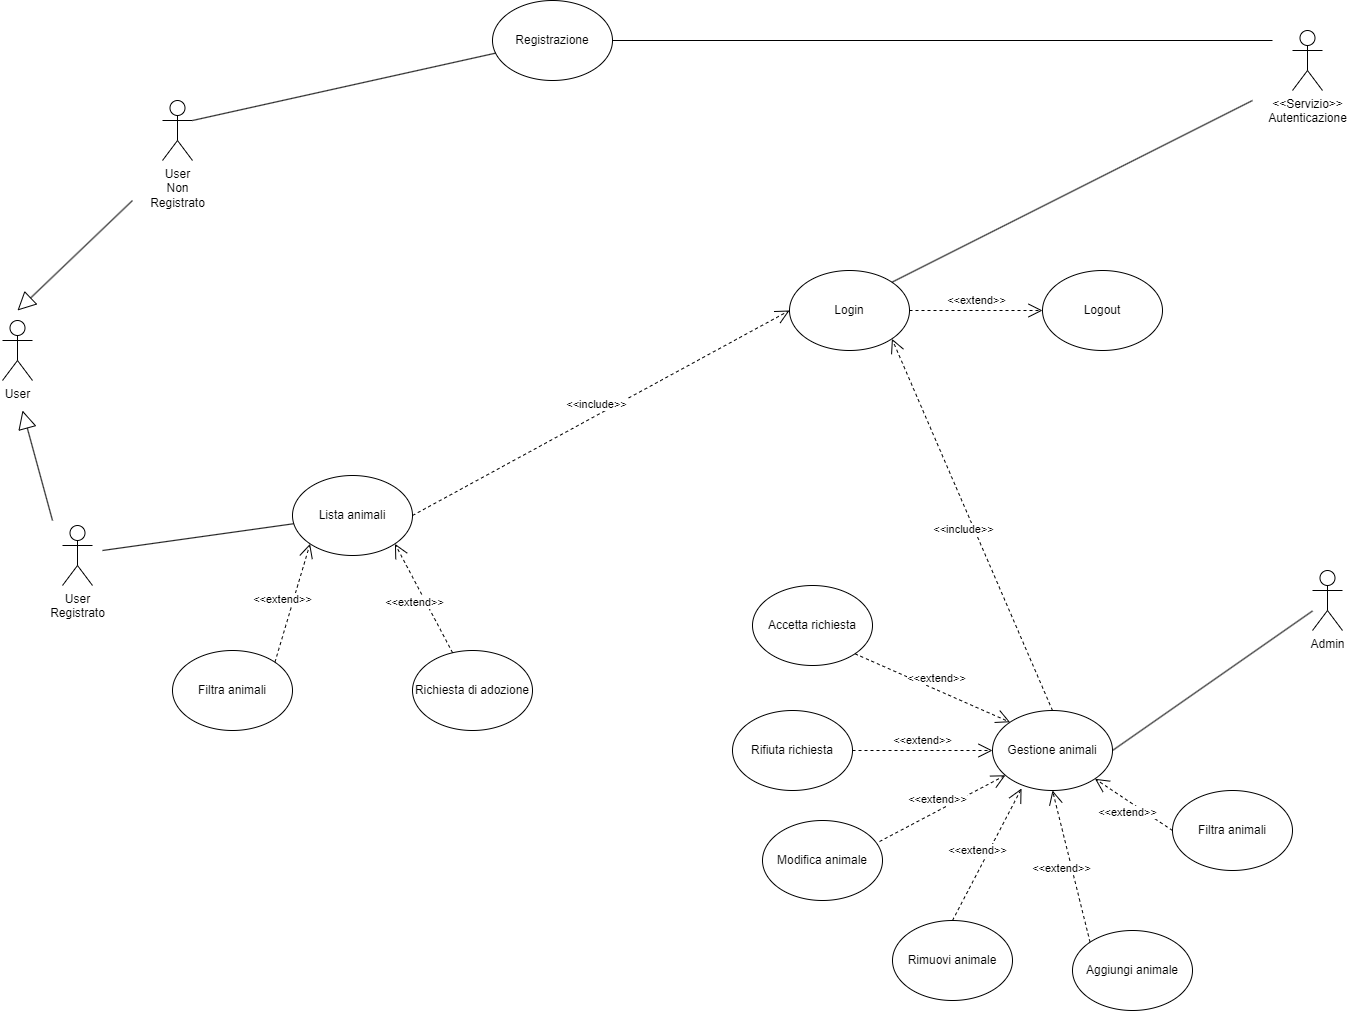 Registrazione
<<Servizio>>
Autenticazione
User
Non
Registrato
Login
<<extend>>
Logout
User
<<include>>
Lista animali
<<include>>
User
Registrato
<<extend>>
<<extend>>
Accetta richiesta
Admin
<<extend>>
Filtra animali
Richiesta di adozione
Rifiuta richiesta
<<extend>>
Gestione animali
<<extend>>
<<extend>>
Filtra animali
Modifica animale
<<extend>>
<<extend>>
Rimuovi animale
Aggiungi animale